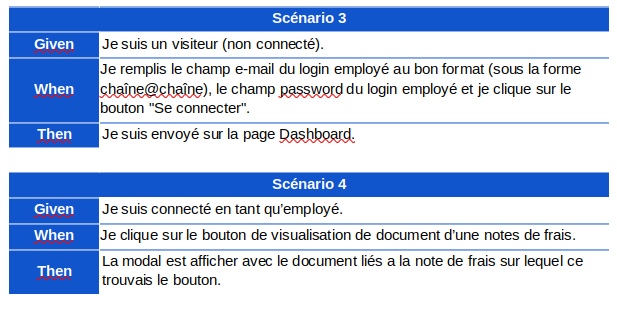 Scénario 3
Given Je suis un visiteur (non connecté).
Je remplis le champ e-mail du login employé au bon format (sous la forme
When chaîne@chaîne), le champ password du login employé et je clique sur le
bouton "Se connecter".
Then Je suis envoyé sur la page Dashboard.
Scénario 4
Given Je suis connecté en tant qu'employé.
When Je clique sur le bouton de visualisation de document d'une notes de frais.
Then La modal est afficher avec le document liés a la note de frais sur lequel ce
trouvais le bouton.